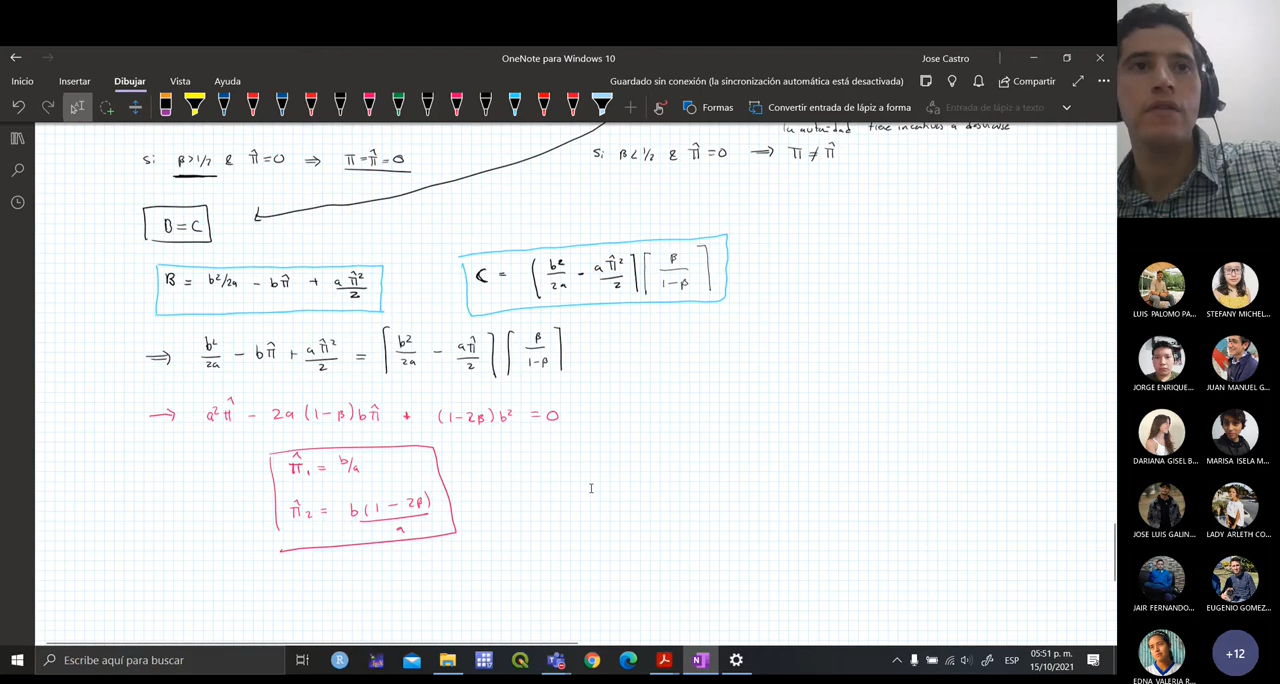 OneNote para Windows 10
Jose Castro
Inicio Insertar Dibujar Vista Ayuda
Guardado sin conexión (la sincronización automática está desactivada)
Compartir
Formas
Convertir entrada de lápiz a forma
Entrada de lápiz a texto
la autoridad tiene incentivos a desviarse
Si β>1/2 & π̂=0 ⇒ π=π̂=0
Si β<1/2 & π̂=0 ⇒ π≠π̂
B=C
B = b²/2a - bπ̂ + aπ̂²/2
C = [b²/2a - aπ̂²/2][β/1-β]
⇒ b²/2a - bπ̂ + aπ̂²/2 = [b²/2a - aπ̂/2][β/1-β]
→ a²π̂ - 2a(1-β)bπ̂ + (1-2β)b² = 0
π̂₁ = b/a
π̂₂ = b(1-2β)/a
LUIS PALOMO PA...
STEFANY MICHEL...
JORGE ENRIQUE...
JUAN MANUEL G...
DARIANA GISEL B...
MARISA ISELA M...
JOSE LUIS GALIN...
LADY ARLETH CO...
JAIR FERNANDO...
EUGENIO GOMEZ...
EDNA VALERIA R...
+12
Escribe aquí para buscar
ESP
05:51 p. m.
15/10/2021